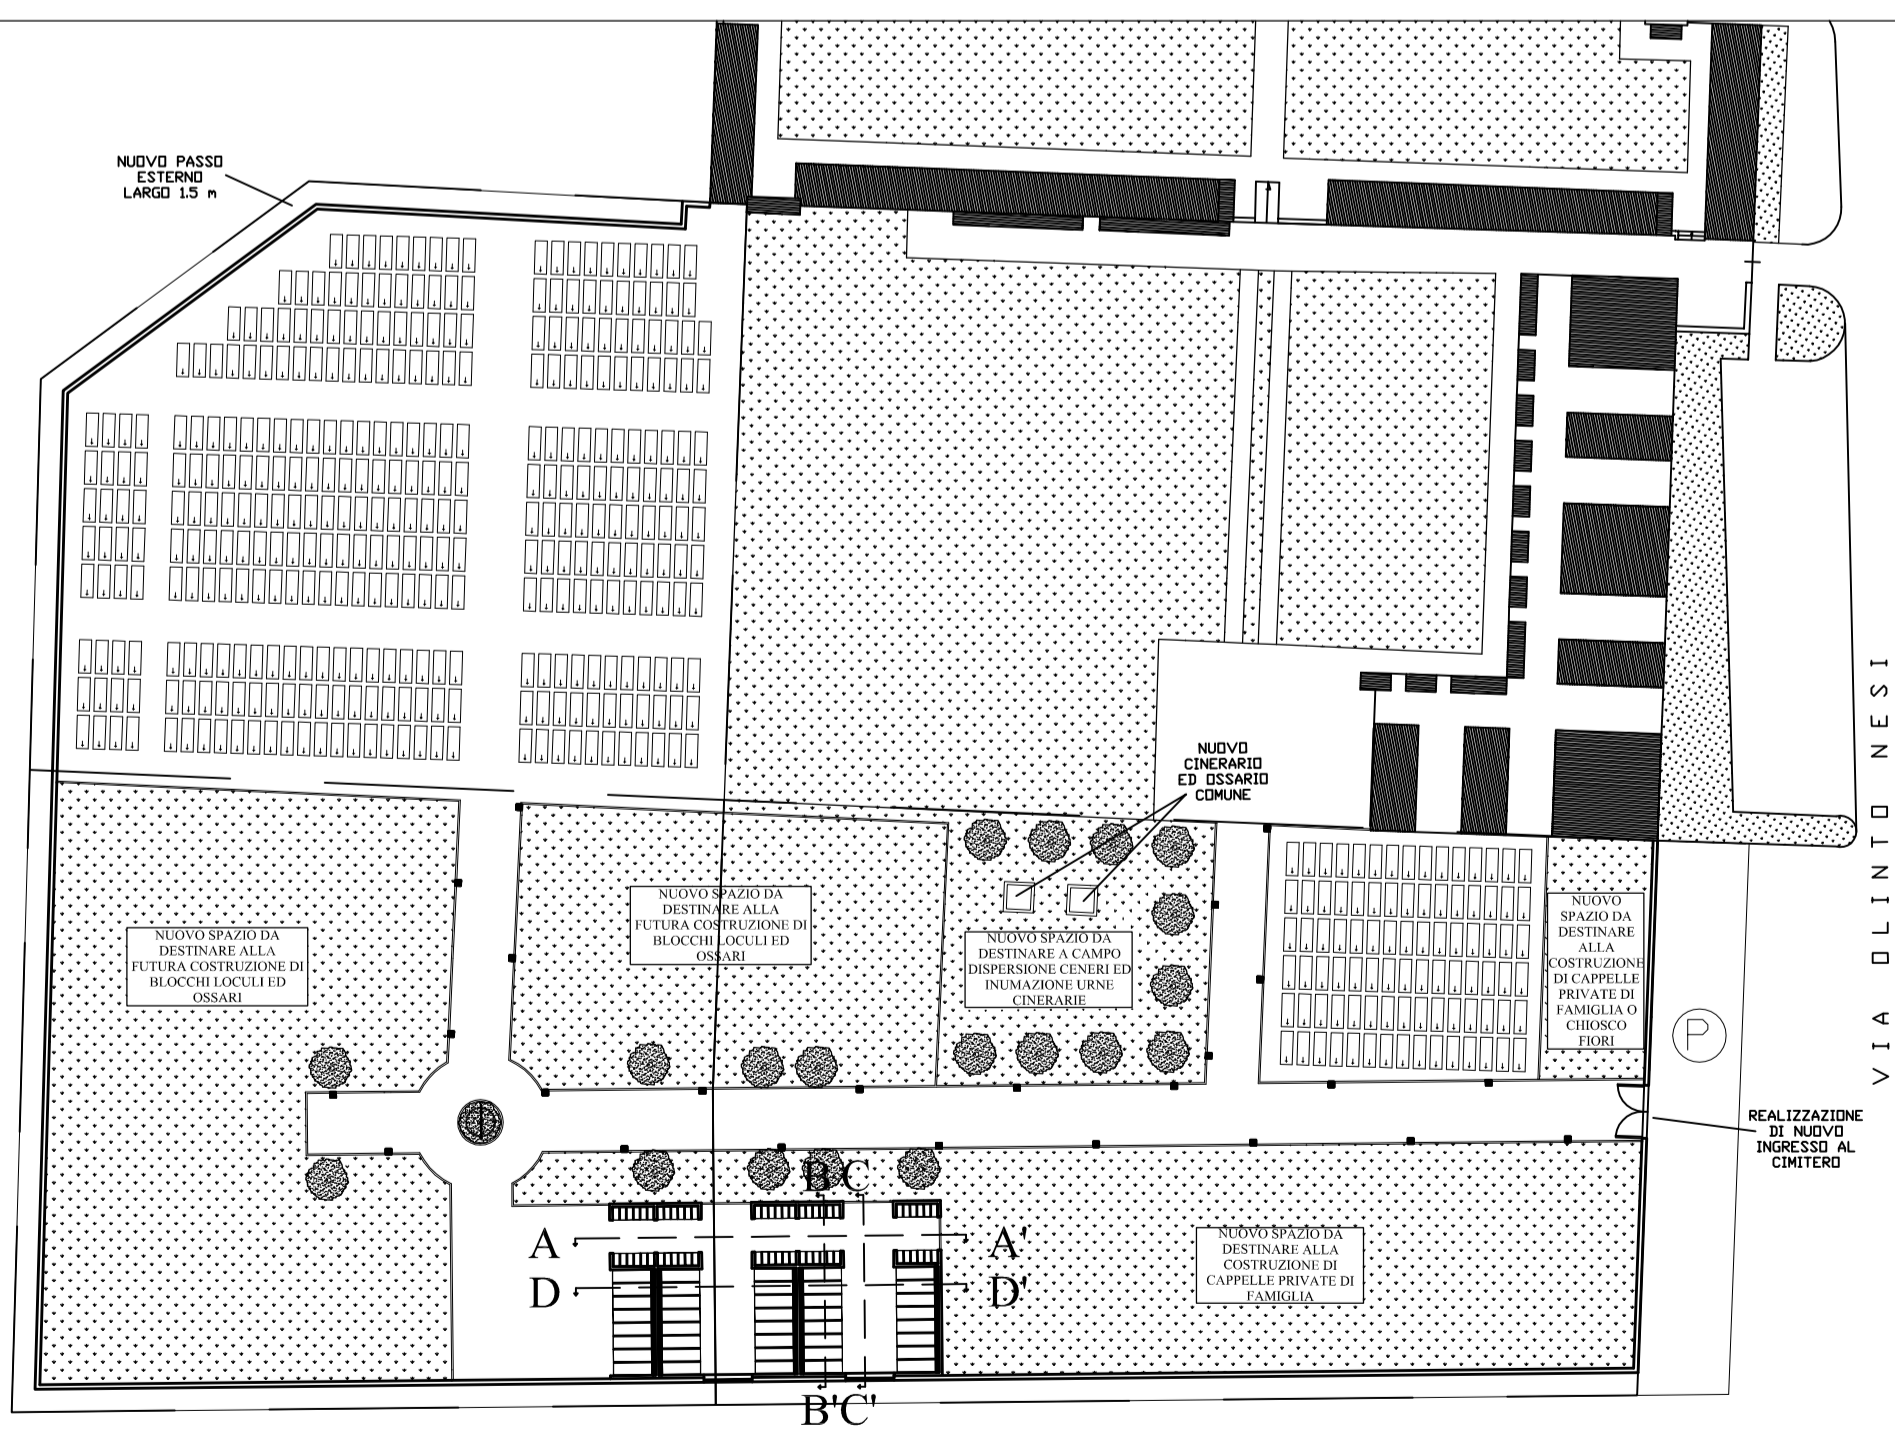 NUOVO PASSO
ESTERNO
LARGO 1.5 m
NUOVO
CINERARIO
ED OSSARIO
COMUNE
NUOVO SPAZIO DA
DESTINARE ALLA
FUTURA COSTRUZIONE DI
BLOCCHI LOCULI ED
OSSARI
NUOVO SPAZIO DA
DESTINARE ALLA
FUTURA COSTRUZIONE DI
BLOCCHI LOCULI ED
OSSARI
NUOVO SPAZIO DA
DESTINARE A CAMPO
DISPERSIONE CENERI ED
INUMAZIONE URNE
CINERARIE
NUOVO
SPAZIO DA
DESTINARE
ALLA
COSTRUZIONE
DI CAPPELLE
PRIVATE DI
FAMIGLIA O
CHIOSCO
FIORI
P
VIA OLINTO NESI
REALIZZAZIONE
DI NUOVO
INGRESSO AL
CIMITERO
B C
A A'
D D'
B' C'
NUOVO SPAZIO DA
DESTINARE ALLA
COSTRUZIONE DI
CAPPELLE PRIVATE DI
FAMIGLIA